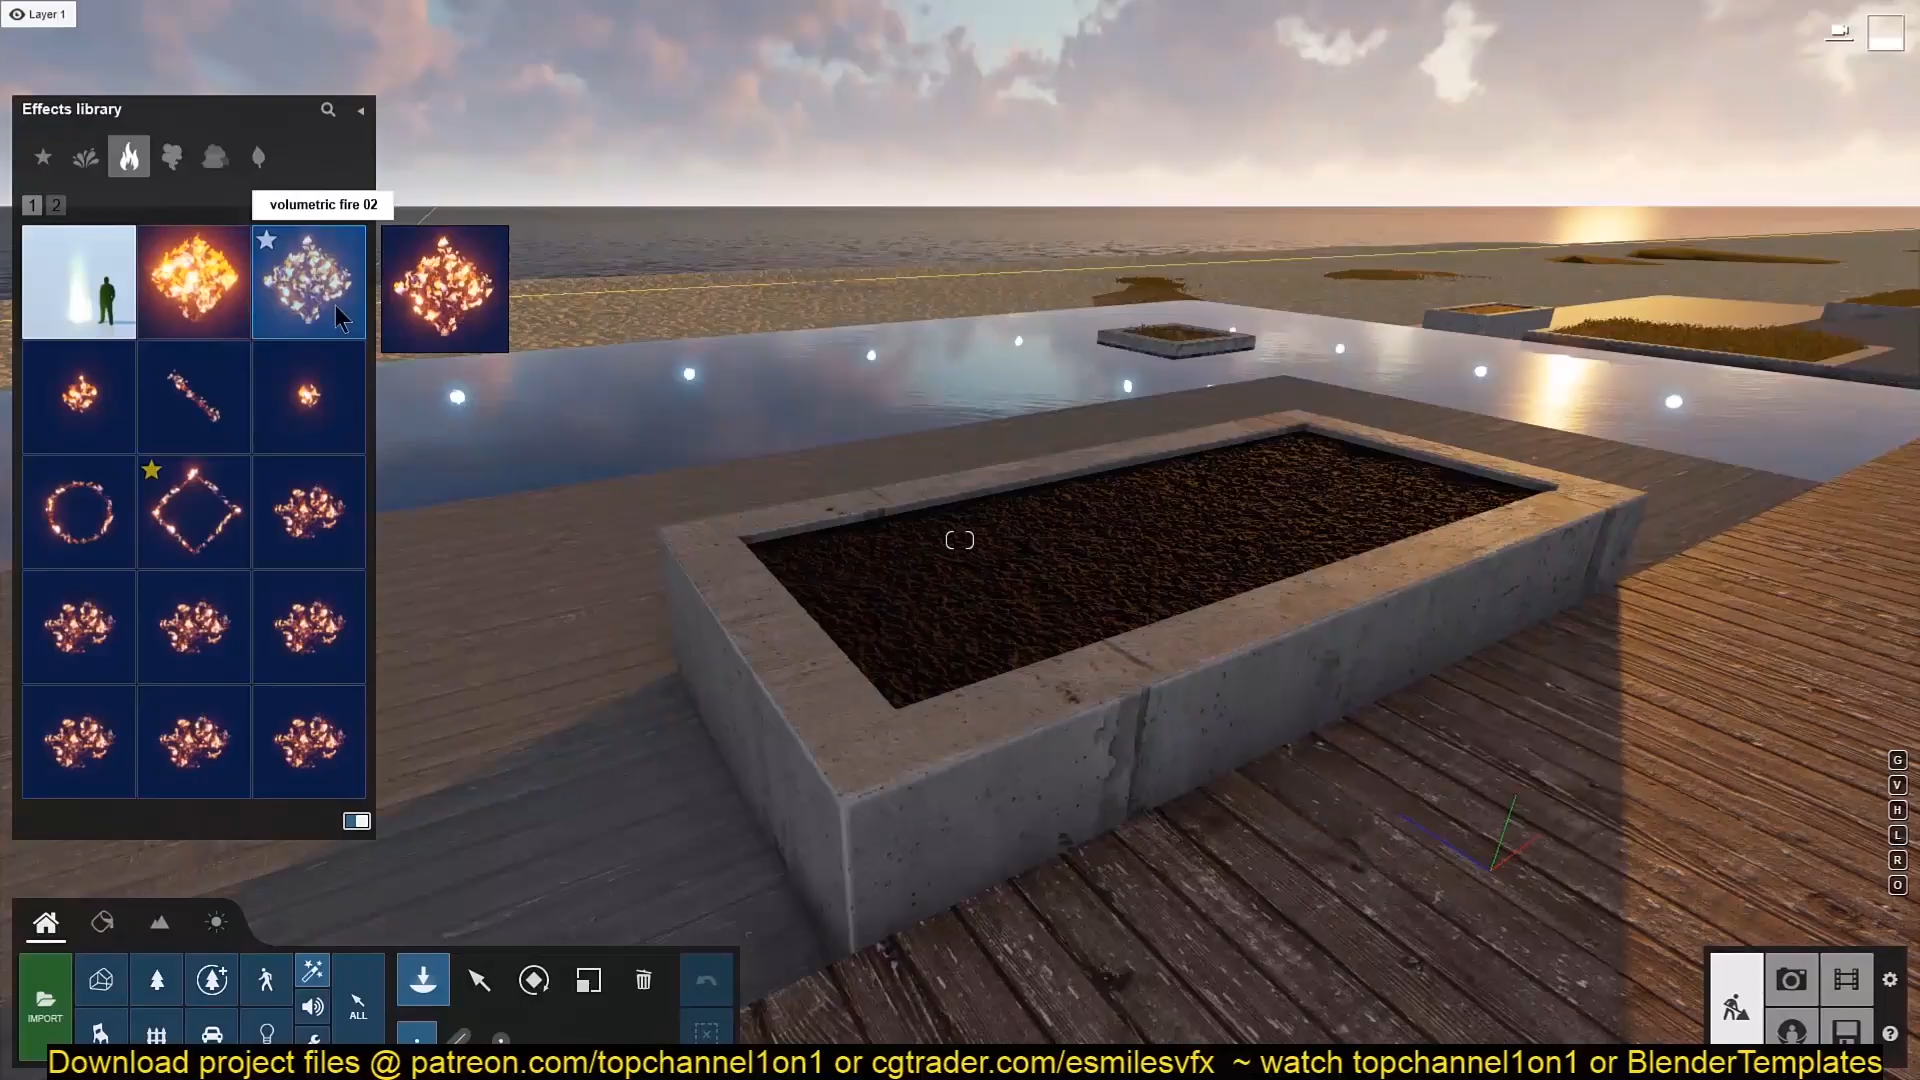 Layer 1
Effects library
1 2
volumetric fire 02
G
V
H
L
R
O
IMPORT
ALL
?
Download project files @ patreon.com/topchannel1on1 or cgtrader.com/esmilesvfx ~ watch topchannel1on1 or BlenderTemplates